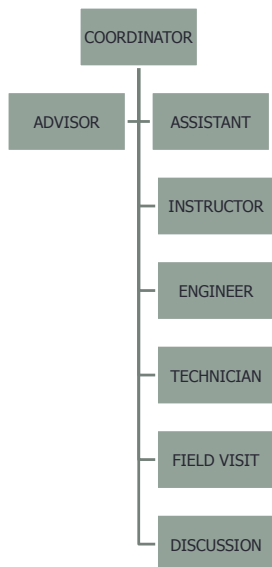 COORDINATOR
ADVISOR
ASSISTANT
INSTRUCTOR
ENGINEER
TECHNICIAN
FIELD VISIT
DISCUSSION